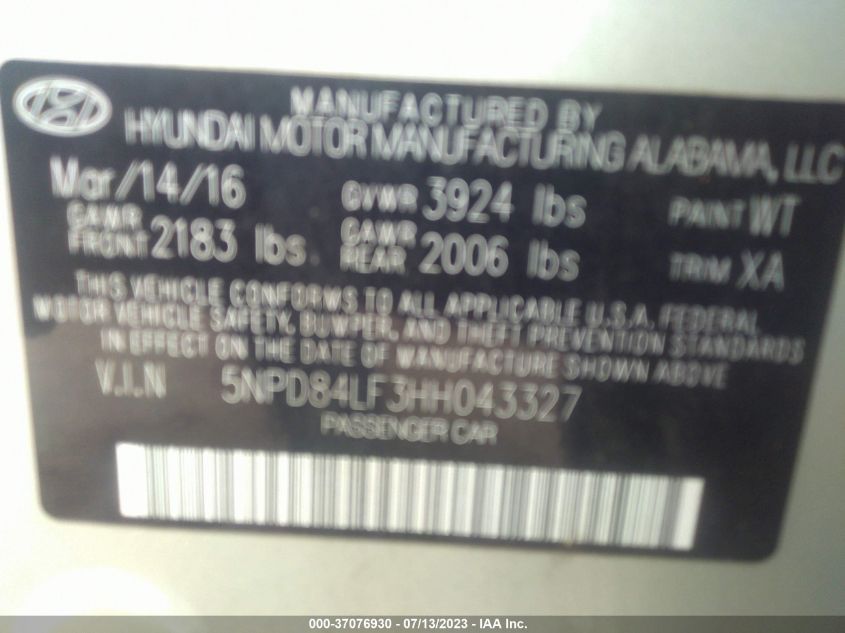 MANUFACTURED BY
HYUNDAI MOTOR MANUFACTURING ALABAMA, LLC
Mar/14/16 GVWR 3924 lbs PAINT WT
GAWR FRONT 2183 lbs GAWR REAR 2006 lbs TRIM XA
THIS VEHICLE CONFORMS TO ALL APPLICABLE U.S.A. FEDERAL
MOTOR VEHICLE SAFETY, BUMPER, AND THEFT PREVENTION STANDARDS
IN EFFECT ON THE DATE OF MANUFACTURE SHOWN ABOVE
V.I.N 5NPD84LF3HH043327
PASSENGER CAR
000-37076930 - 07/13/2023 - IAAI Inc.